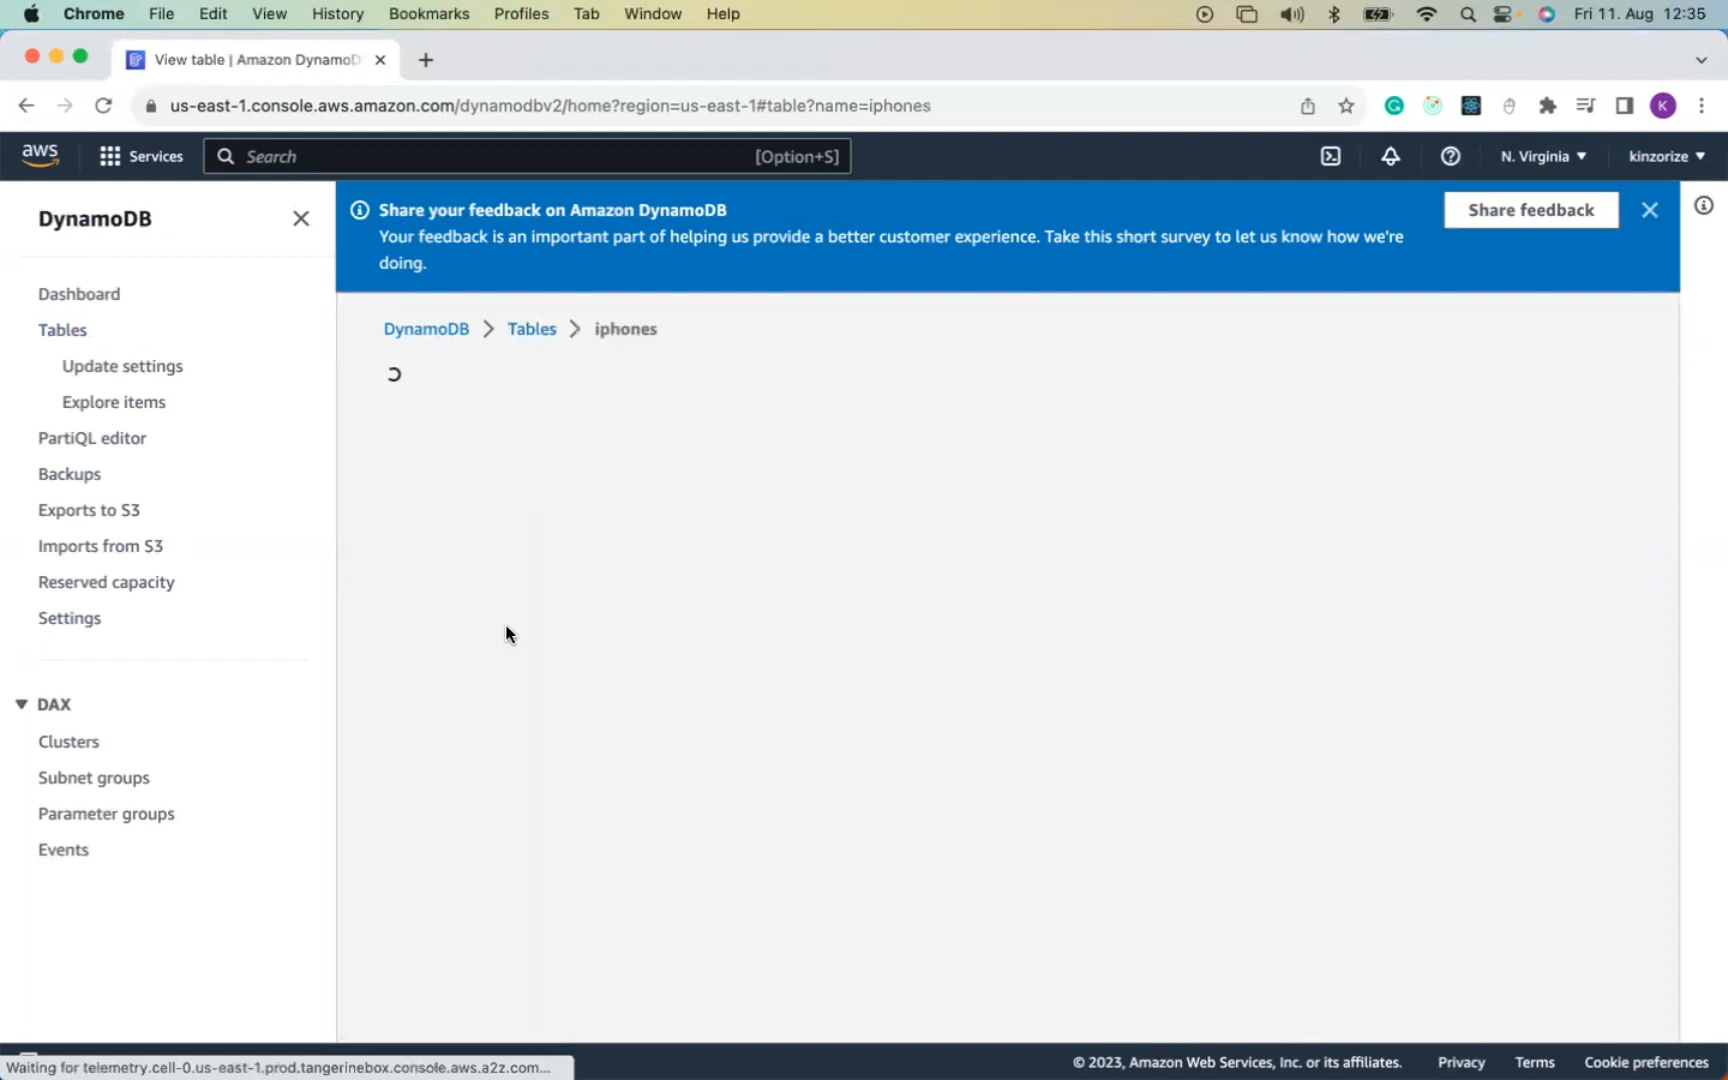 Chrome File Edit View History Bookmarks Profiles Tab Window Help Fri 11. Aug 12:35
View table | Amazon DynamoD
us-east-1.console.aws.amazon.com/dynamodbv2/home?region=us-east-1#table?name=iphones K
aws Services Search [Option+S] N. Virginia kinzorize
DynamoDB
Dashboard
Tables
Update settings
Explore items
PartiQL editor
Backups
Exports to S3
Imports from S3
Reserved capacity
Settings
DAX
Clusters
Subnet groups
Parameter groups
Events
Share your feedback on Amazon DynamoDB
Your feedback is an important part of helping us provide a better customer experience. Take this short survey to let us know how we're
doing.
Share feedback
DynamoDB > Tables > iphones
Waiting for telemetry.cell-0.us-east-1.prod.tangerinebox.console.aws.a2z.com...
© 2023, Amazon Web Services, Inc. or its affiliates. Privacy Terms Cookie preferences